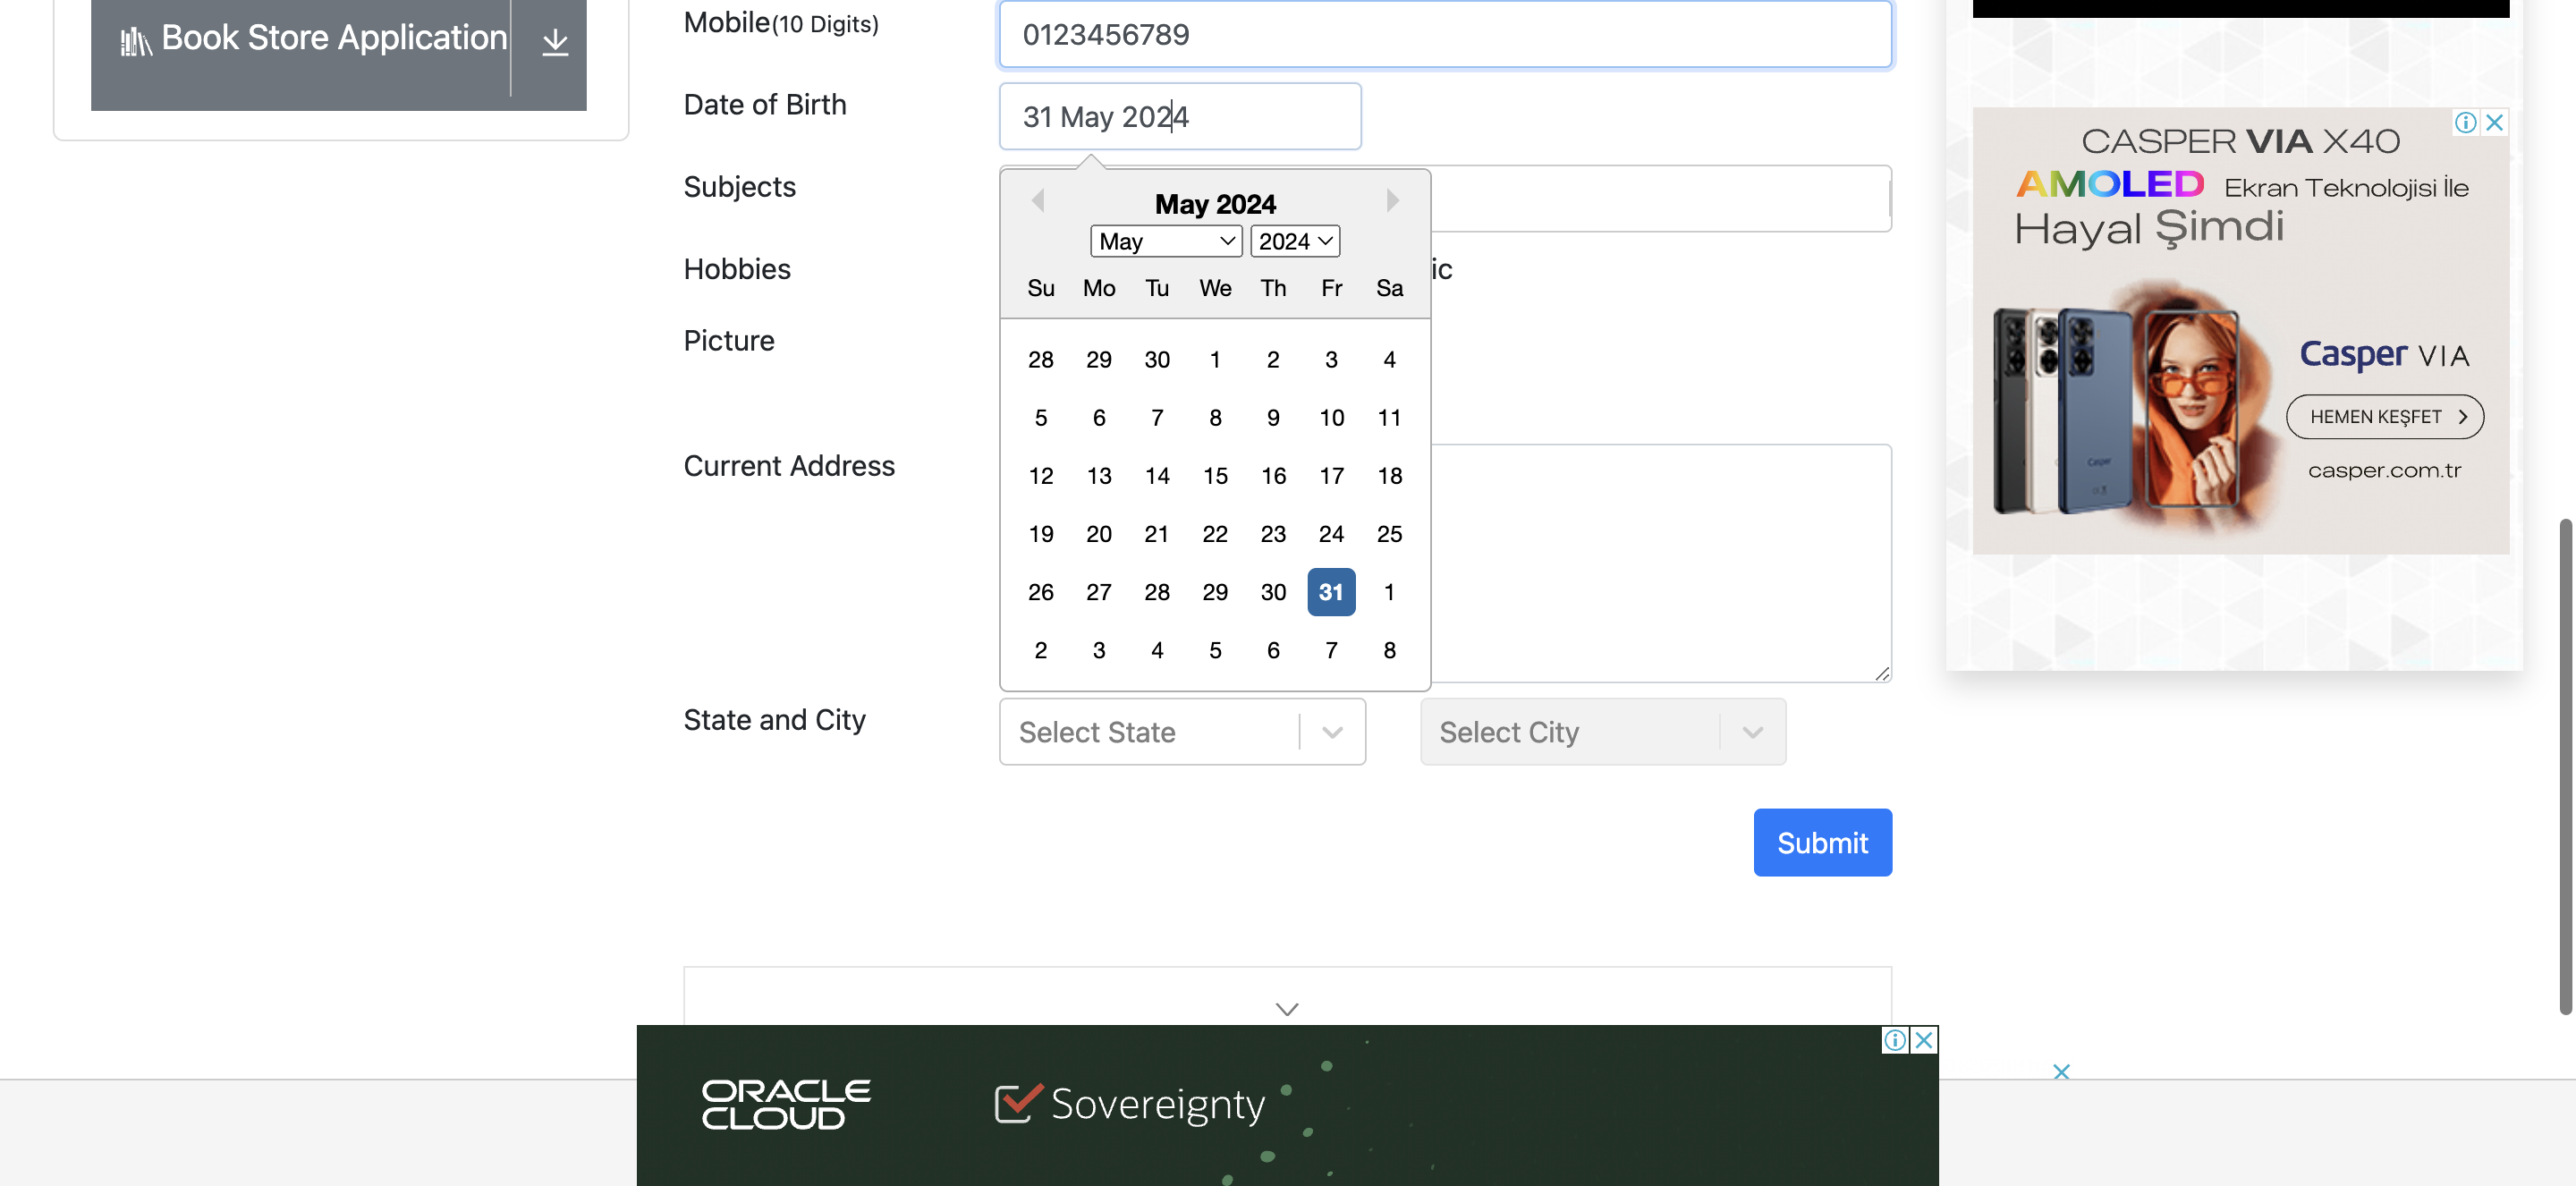 Book Store Application
Mobile(10 Digits)
0123456789
Date of Birth
31 May 2024
Subjects
May 2024
May
2024
Su Mo Tu We Th Fr Sa
28 29 30 1 2 3 4
5 6 7 8 9 10 11
12 13 14 15 16 17 18
19 20 21 22 23 24 25
26 27 28 29 30 31 1
2 3 4 5 6 7 8
Hobbies
ic
Picture
Current Address
State and City
Select State
Select City
Submit
CASPER VIA X40
AMOLED Ekran Teknolojisi İle
Hayal Şimdi
Casper VIA
HEMEN KEŞFET
casper.com.tr
Casper
ORACLE
CLOUD
Sovereignty